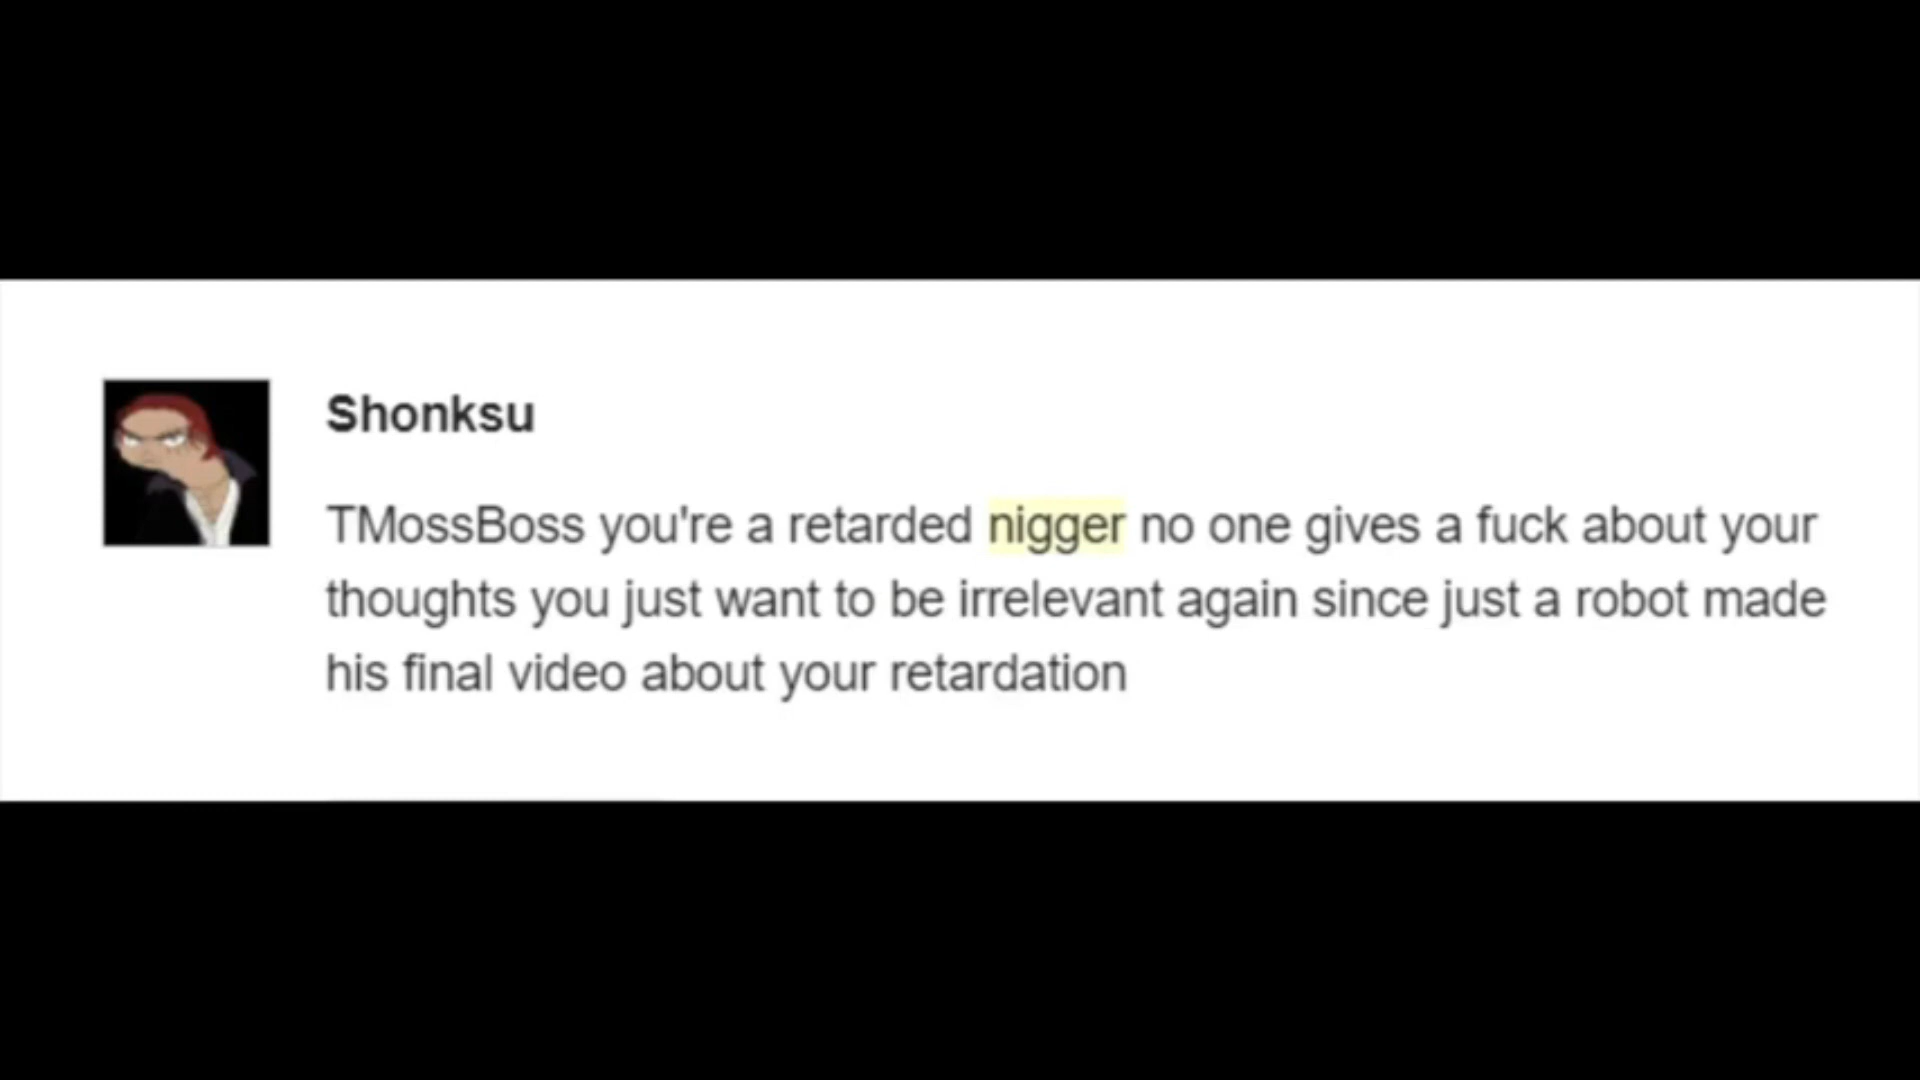 Shonksu
TMossBoss you're a retarded nigger no one gives a fuck about your
thoughts you just want to be irrelevant again since just a robot made
his final video about your retardation